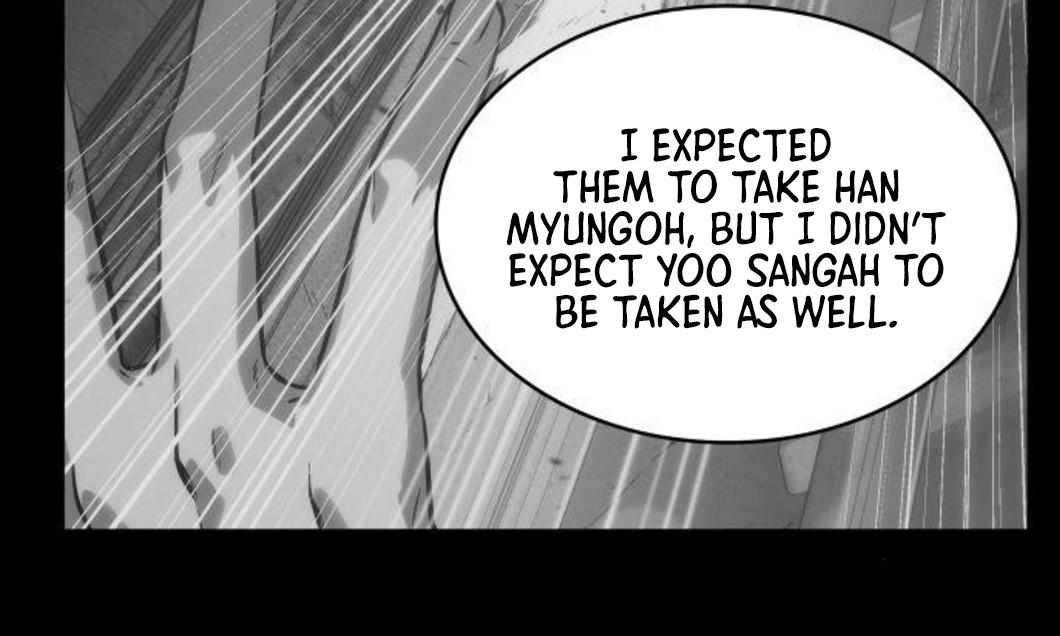 I EXPECTED
THEM TO TAKE HAN
MYUNGOH, BUT I DIDN'T
EXPECT YOO SANGAH TO
BE TAKEN AS WELL.